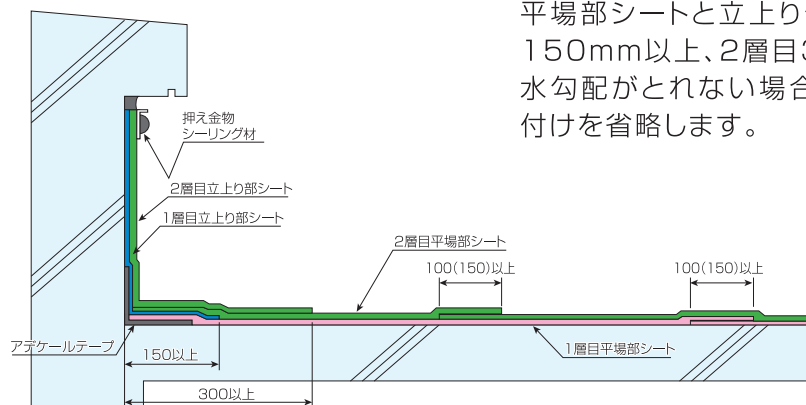 平場部シートと立上り
150mm以上、2層目
水勾配がとれない場合
付けを省略します。
押え金物
シーリング材
2層目立上り部シート
1層目立上り部シート
2層目平場部シート
100(150)以上
100(150)以上
アデケールテープ
150以上
1層目平場部シート
300以上